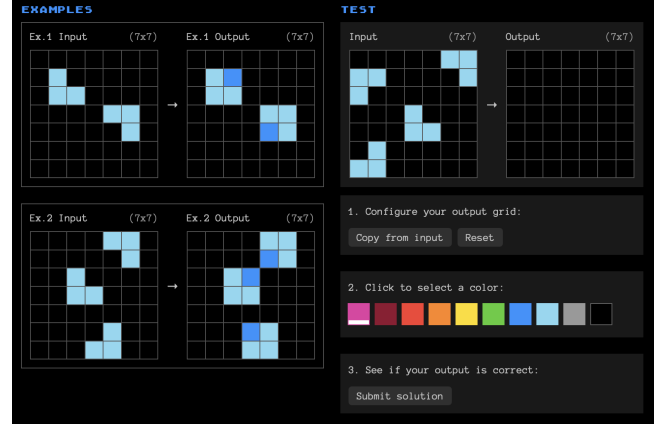 EXAMPLES
Ex.1 Input (7x7)
Ex.1 Output (7x7)
→
Ex.2 Input (7x7)
Ex.2 Output (7x7)
→
TEST
Input (7x7)
Output (7x7)
→
1. Configure your output grid:
Copy from input
Reset
2. Click to select a color:
3. See if your output is correct:
Submit solution